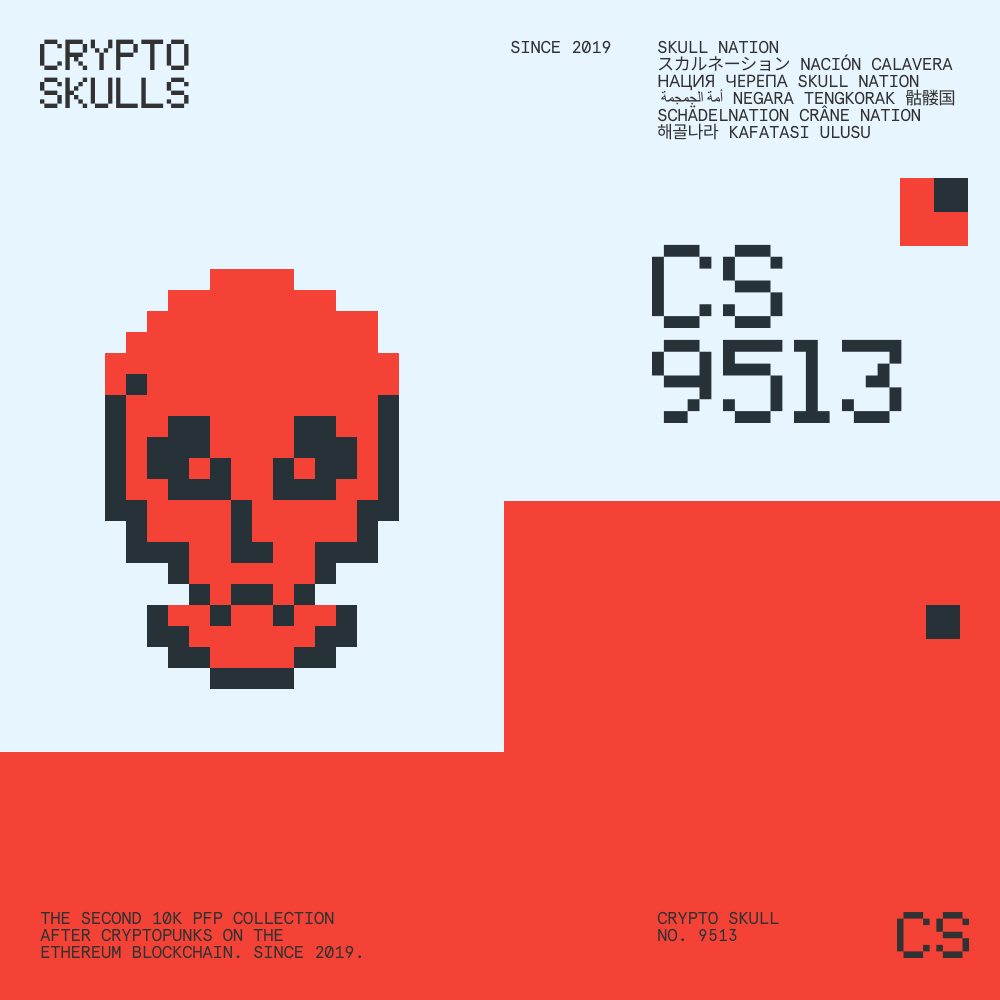 CRYPTO
SKULLS
SINCE 2019
SKULL NATION
スカルネーション NACIÓN CALAVERA
НАЦИЯ ЧЕРЕПА SKULL NATION
أمة الجمجمة NEGARA TENGKORAK 骷髅国
SCHÄDELNATION CRÂNE NATION
해골나라 KAFATASI ULUSU
CS
9513
THE SECOND 10K PFP COLLECTION
AFTER CRYPTOPUNKS ON THE
ETHEREUM BLOCKCHAIN. SINCE 2019.
CRYPTO SKULL
NO. 9513
CS